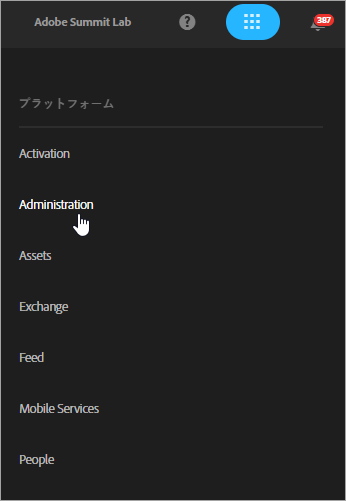 Adobe Summit Lab
?
387
プラットフォーム
Activation
Administration
Assets
Exchange
Feed
Mobile Services
People